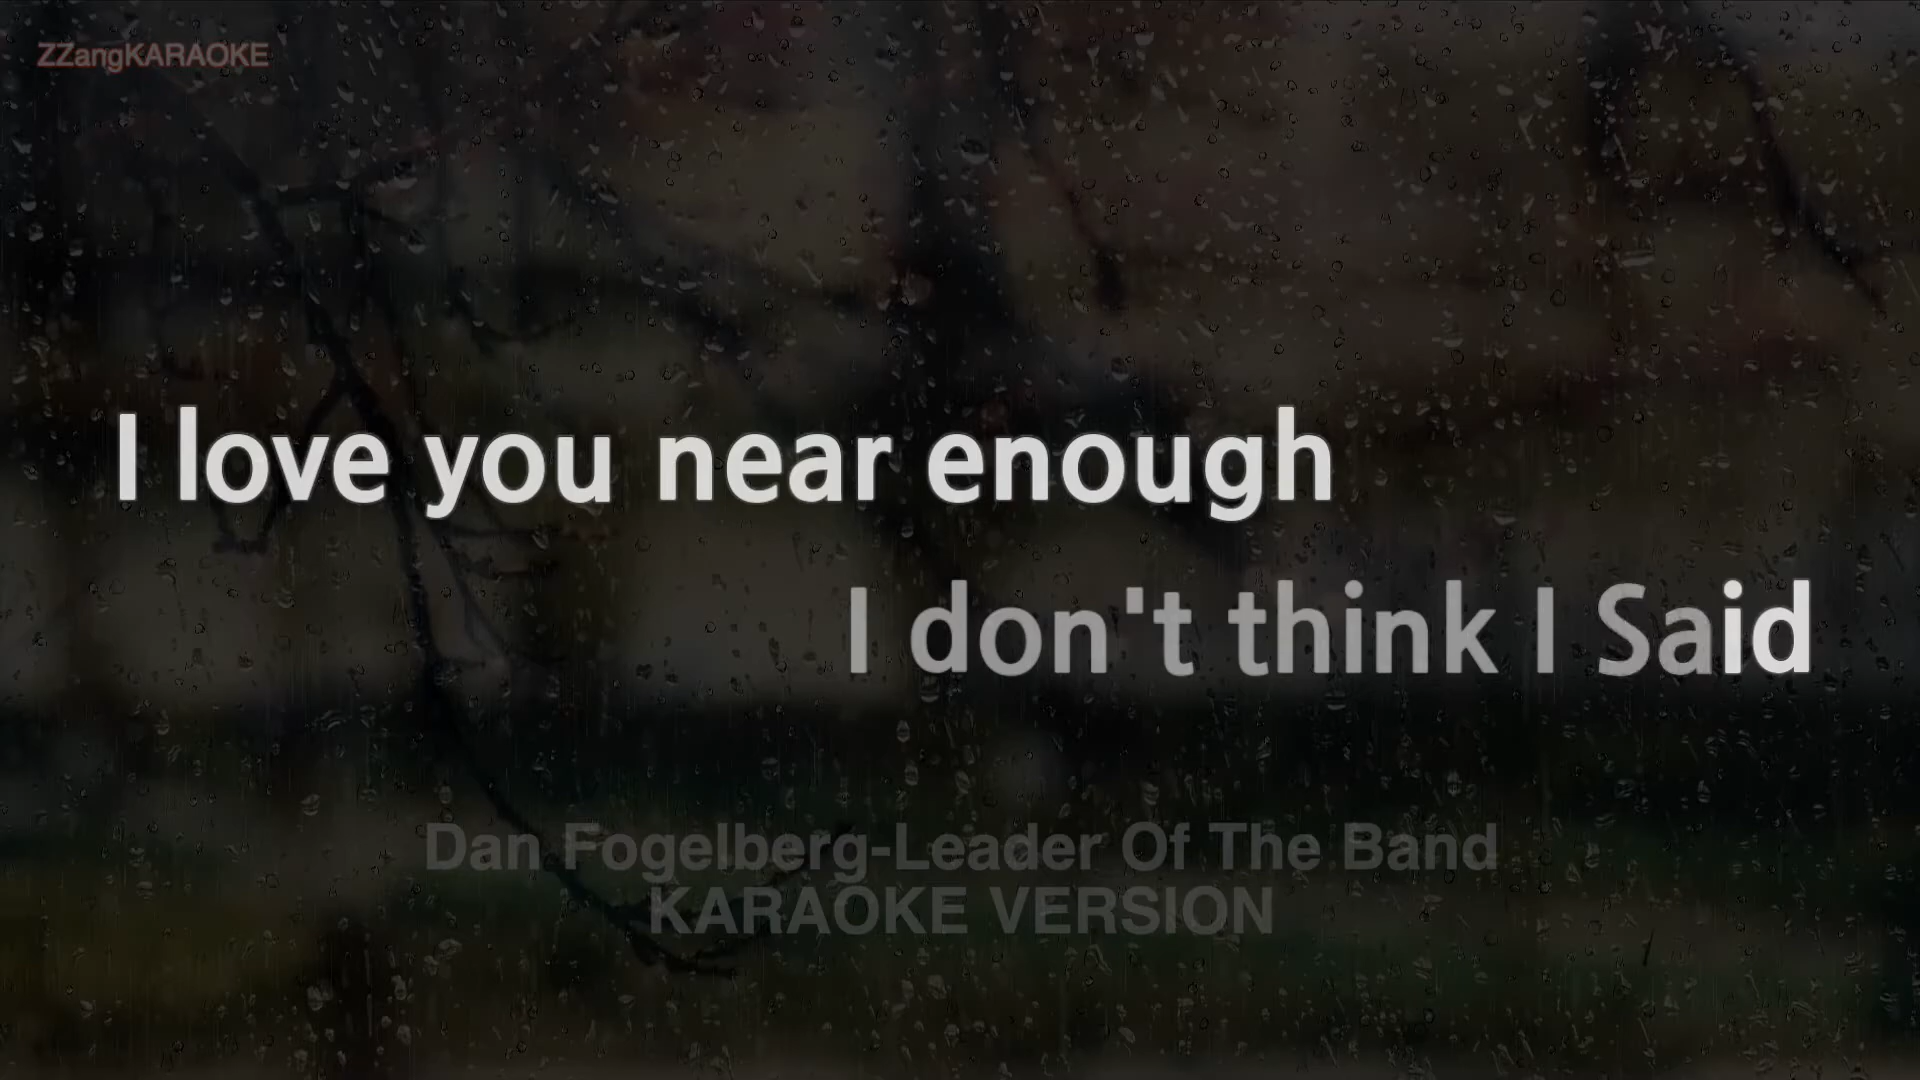 ZZangKARAOKE
I love you near enough
I don't think I Said
Dan Fogelberg-Leader Of The Band
KARAOKE VERSION